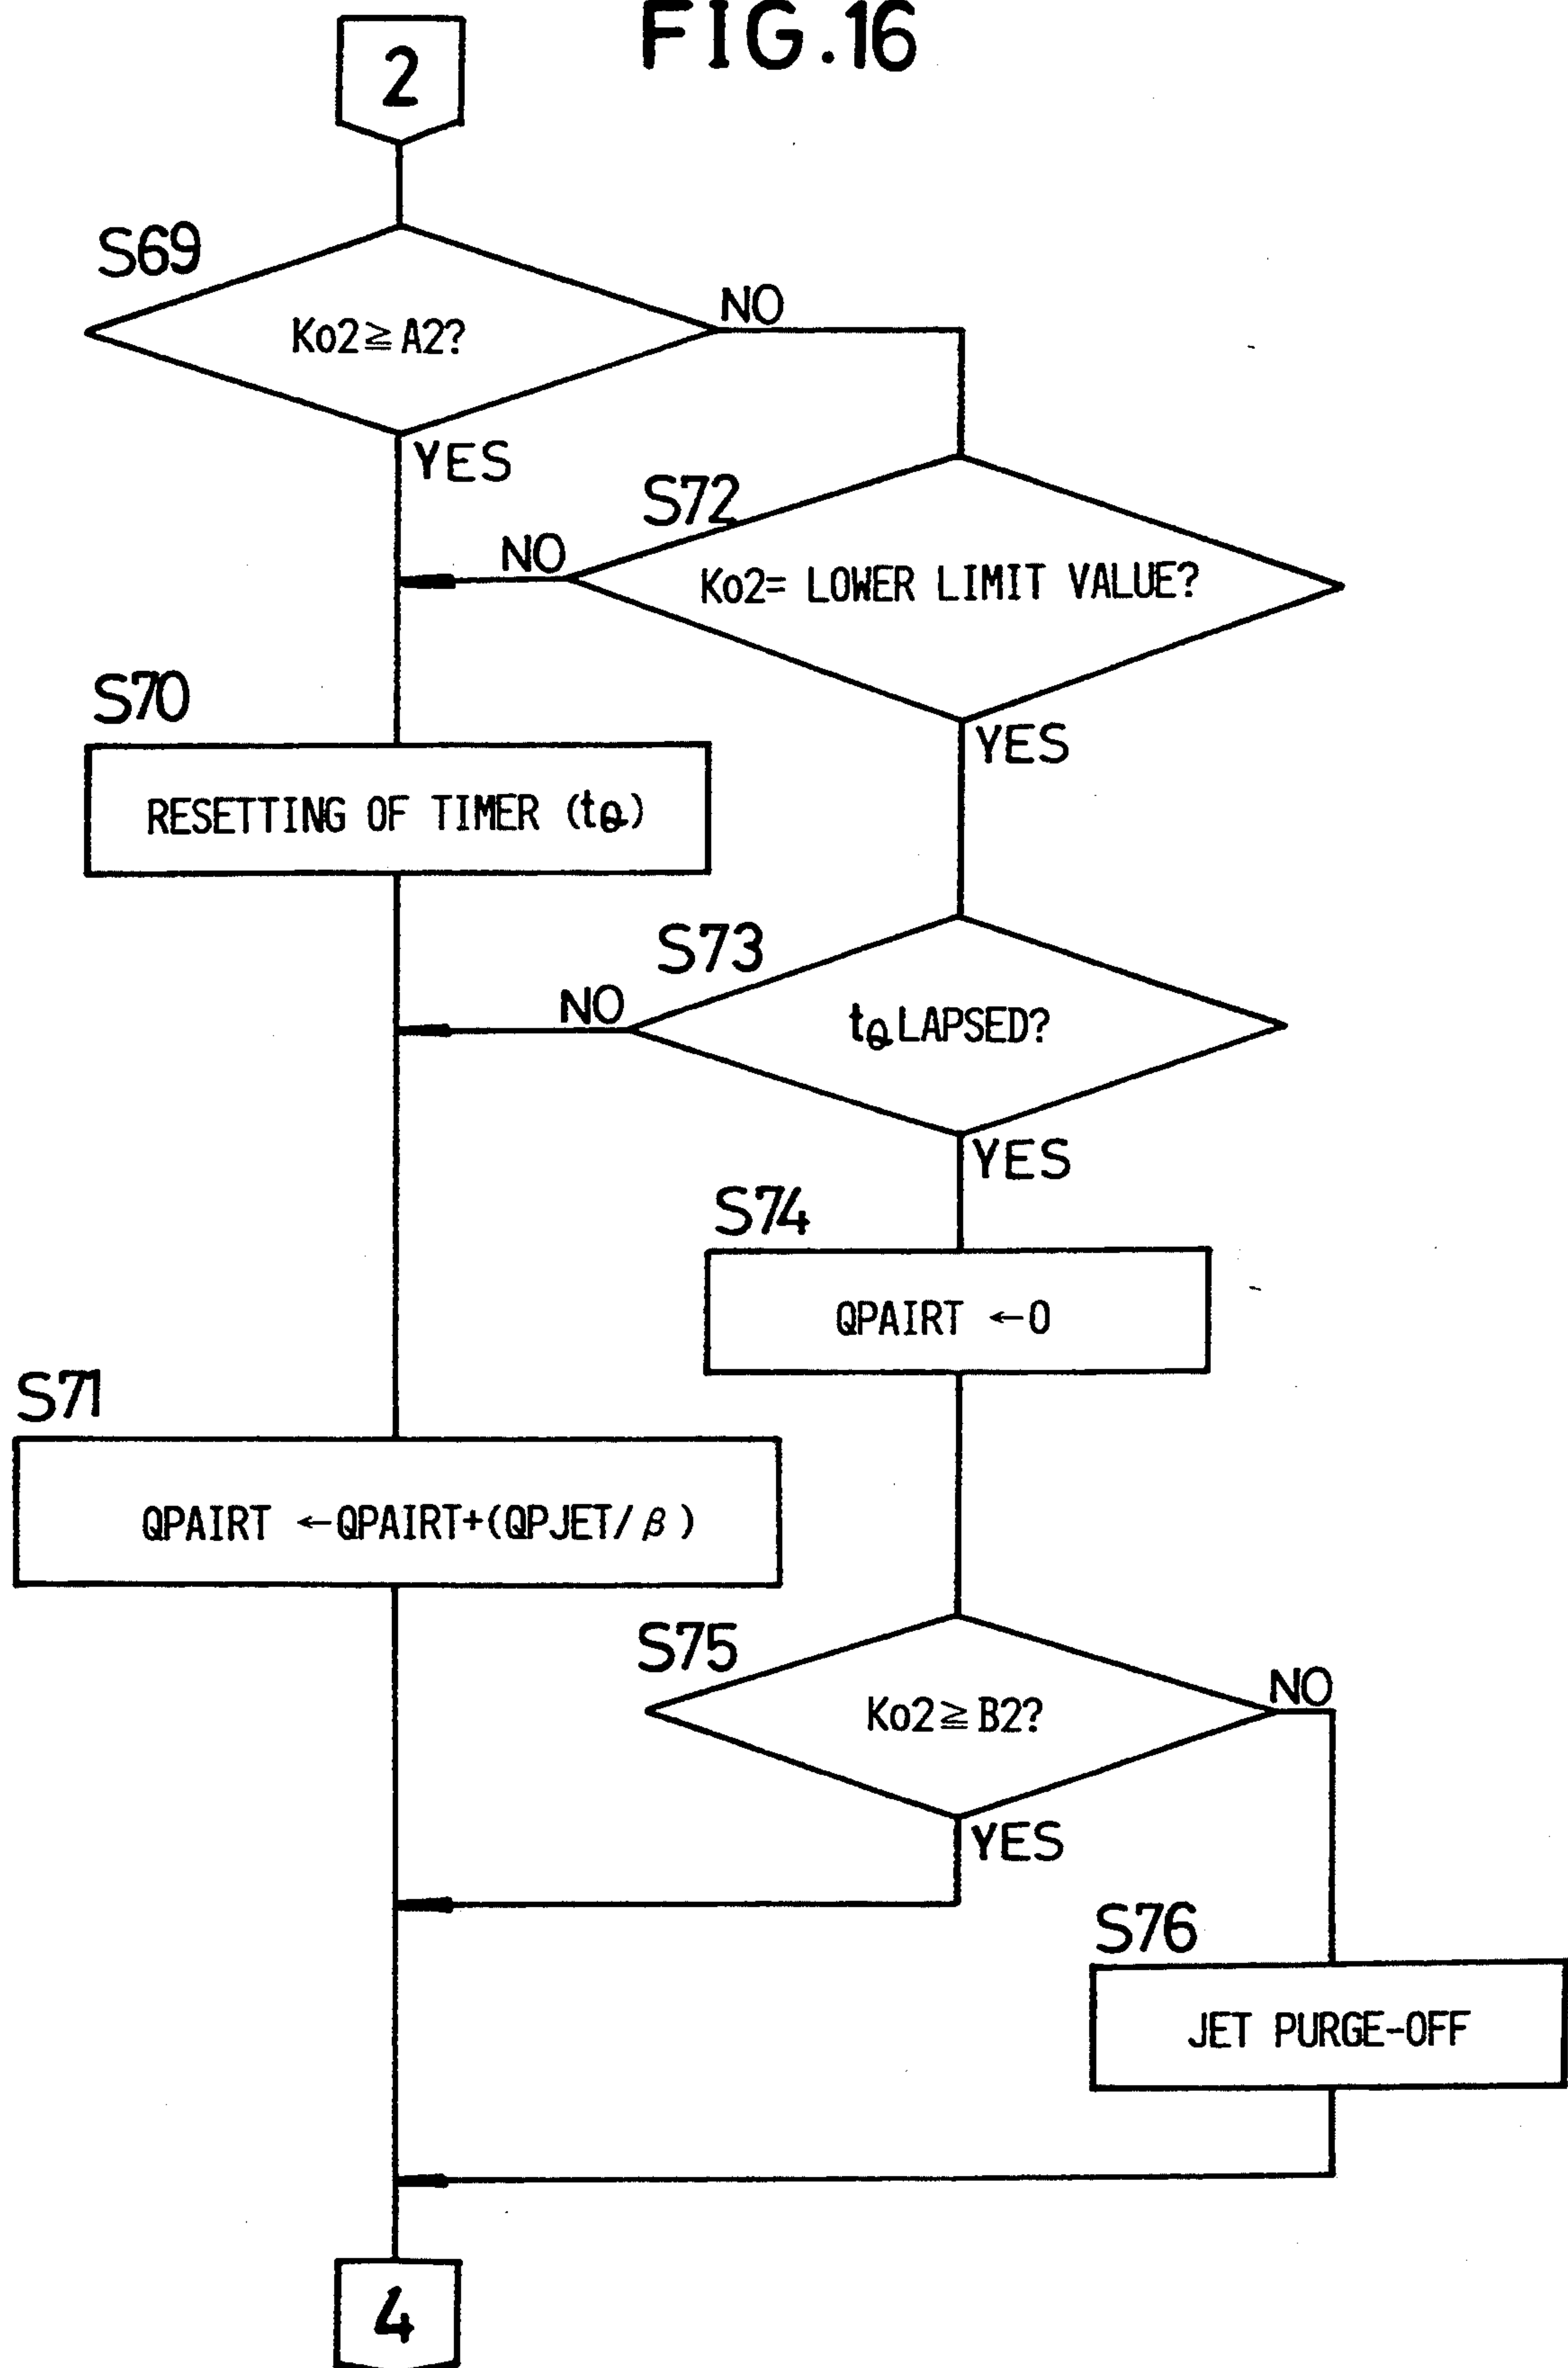 FIG.16
2
S69
Ko2≧A2?
NO
YES
S72
NO
Ko2= LOWER LIMIT VALUE?
S70
YES
RESETTING OF TIMER (tθ)
S73
NO
tθ LAPSED?
YES
S74
QPAIRT ←0
S71
QPAIRT ←QPAIRT+(QPJET/β)
S75
NO
Ko2≧B2?
YES
S76
JET PURGE-OFF
4